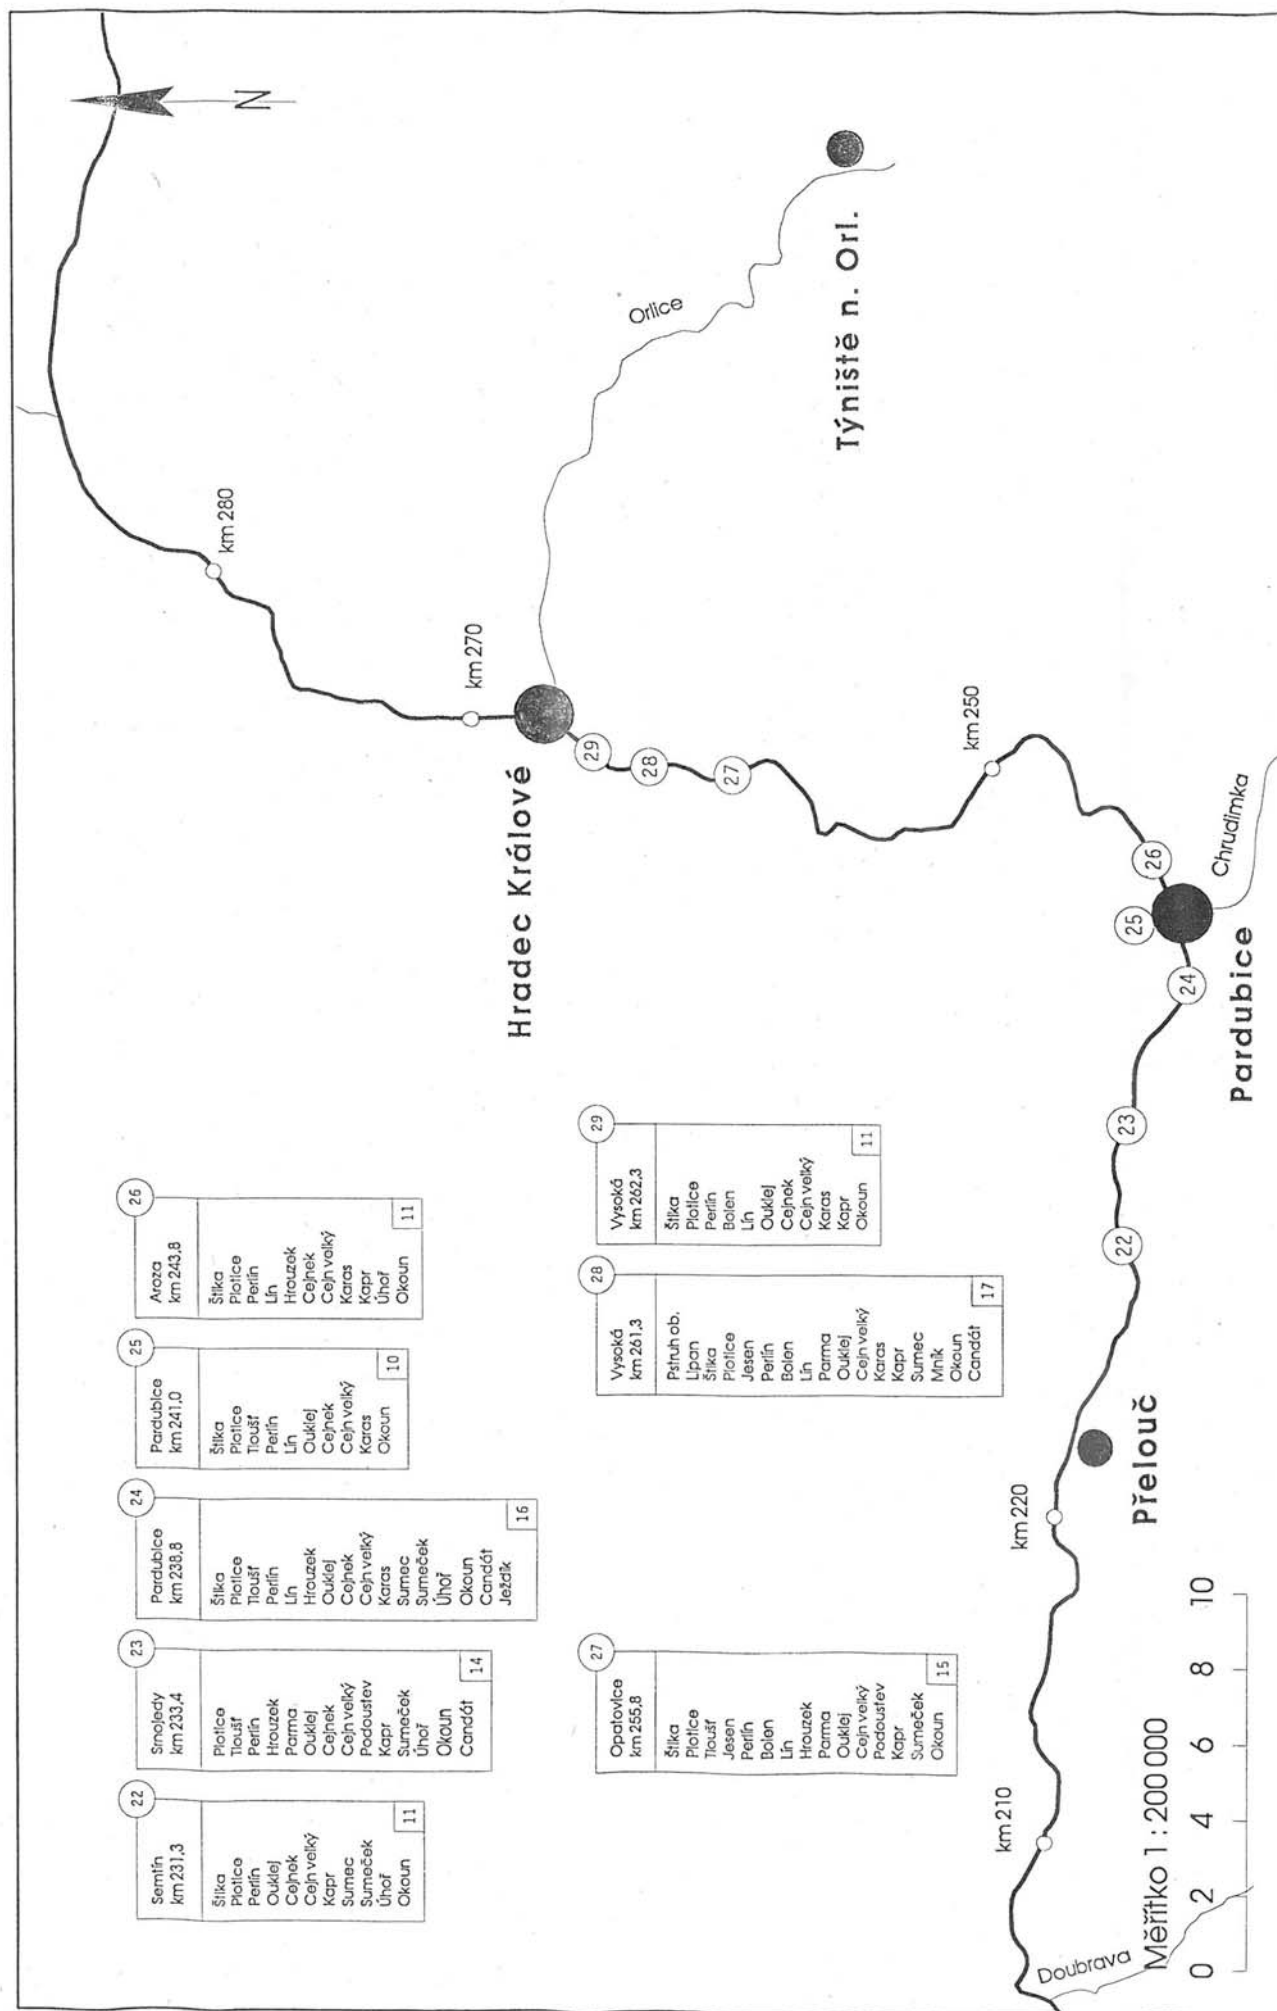 22
Semtín
km 231,3
Štika
Plotice
Perlín
Ouklej
Cejnek
Cejn velký
Kapr
Sumec
Sumeček
Úhoř
Okoun
11
23
Srnojedy
km 233,4
Plotice
Tloušť
Perlín
Hrouzek
Parma
Ouklej
Cejnek
Cejn velký
Podoustev
Kapr
Sumeček
Úhoř
Okoun
Candát
14
24
Pardubice
km 238,8
Štika
Plotice
Tloušť
Perlín
Lín
Hrouzek
Ouklej
Cejnek
Cejn velký
Karas
Sumec
Sumeček
Úhoř
Okoun
Candát
Ježdík
16
25
Pardubice
km 241,0
Štika
Plotice
Tloušť
Perlín
Lín
Ouklej
Cejnek
Cejn velký
Karas
Okoun
10
26
Aroza
km 243,8
Štika
Plotice
Perlín
Lín
Hrouzek
Cejnek
Cejn velký
Karas
Kapr
Úhoř
Okoun
11
27
Opatovice
km 255,8
Štika
Plotice
Tloušť
Jesen
Perlín
Bolen
Lín
Hrouzek
Parma
Ouklej
Cejn velký
Podoustev
Kapr
Sumeček
Okoun
15
28
Vysoká
km 261,3
Pstruh ob.
Lipan
Štika
Plotice
Jesen
Perlín
Bolen
Lín
Parma
Ouklej
Cejn velký
Karas
Kapr
Sumec
Mník
Okoun
Candát
17
29
Vysoká
km 262,3
Štika
Plotice
Perlín
Bolen
Lín
Ouklej
Cejnek
Cejn velký
Karas
Kapr
Okoun
11
N
km 280
km 270
Hradec Králové
Orlice
Týniště n. Orl.
29
28
27
km 250
26
25
24
Chrudimka
Pardubice
23
22
Přelouč
km 220
km 210
Doubrava
Měřítko 1 : 200 000
0 2 4 6 8 10